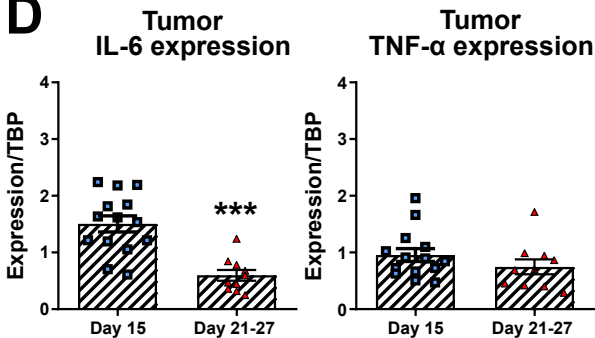 D
Tumor
IL-6 expression
Expression/TBP
4
3
2
1
0
***
Day 15
Day 21-27
Tumor
TNF-α expression
Expression/TBP
4
3
2
1
0
Day 15
Day 21-27